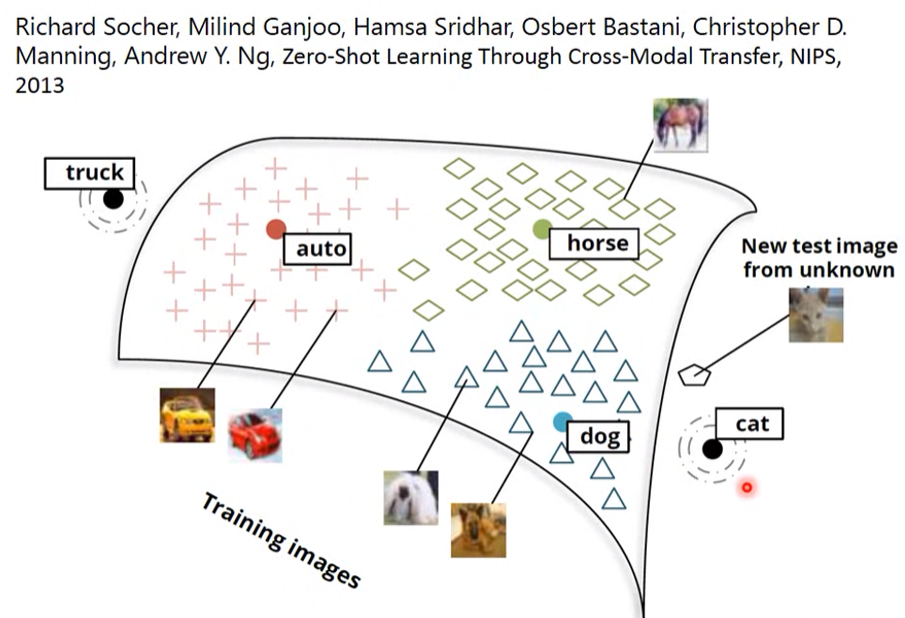 Richard Socher, Milind Ganjoo, Hamsa Sridhar, Osbert Bastani, Christopher D.
Manning, Andrew Y. Ng, Zero-Shot Learning Through Cross-Modal Transfer, NIPS,
2013
truck
auto
horse
New test image
from unknown
cat
dog
Training images